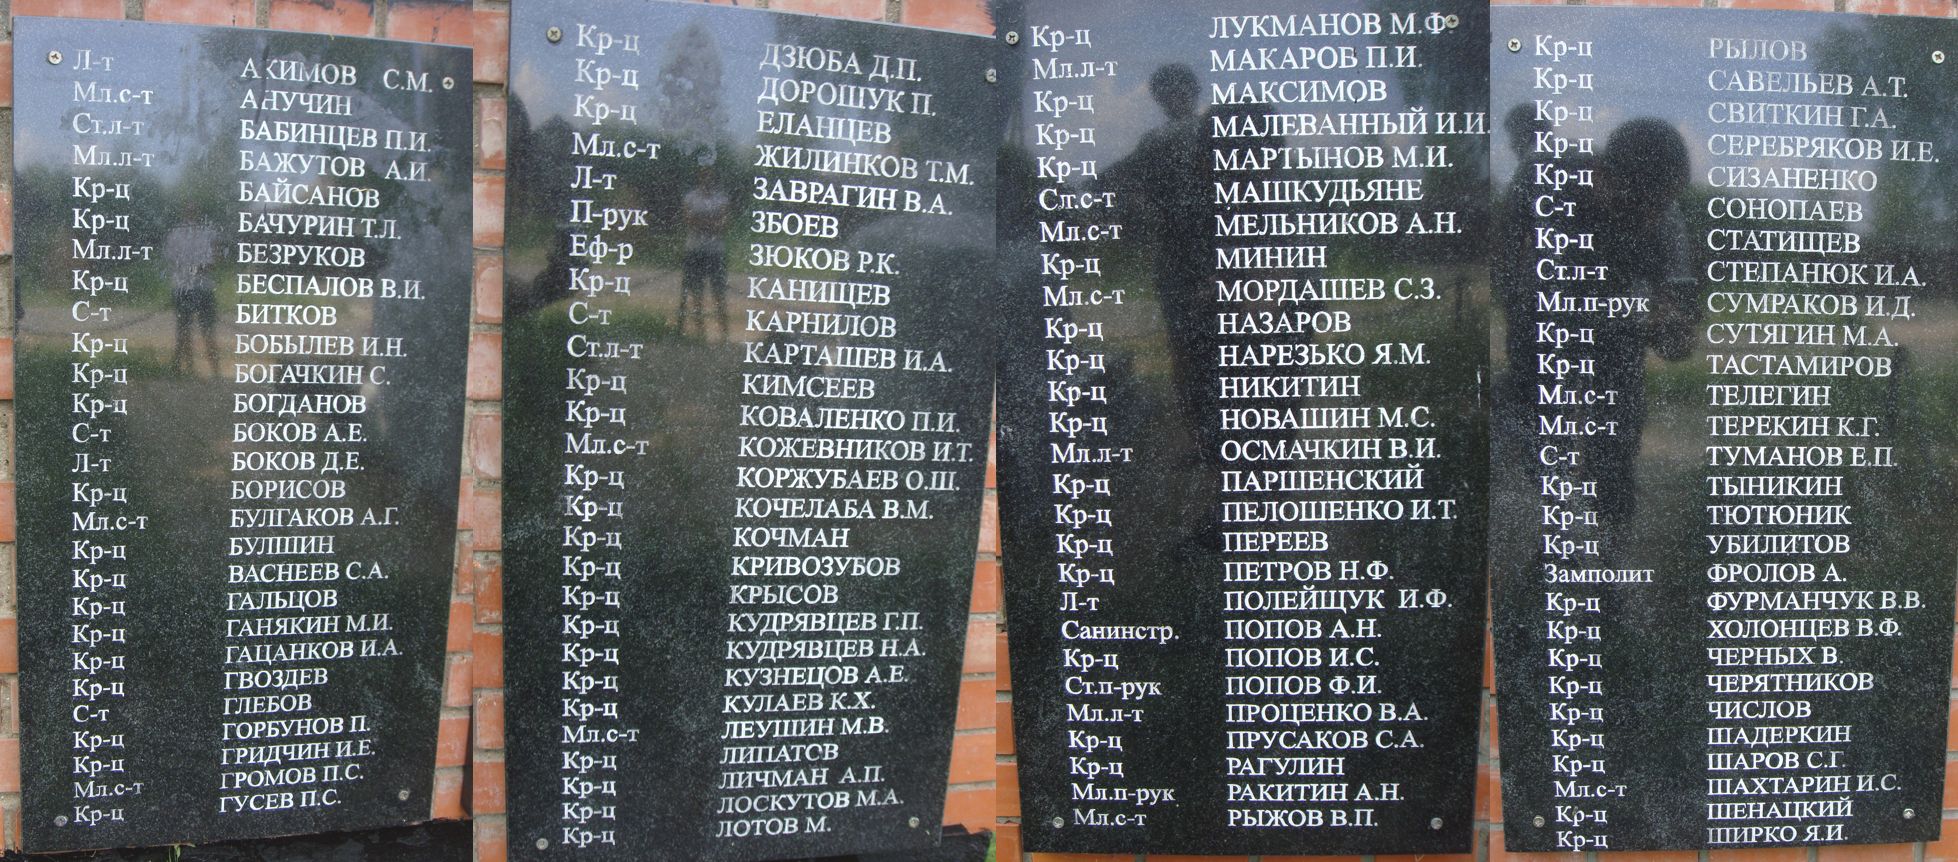 Л-т АКИМОВ С.М.
Мл.с-т АНУЧИН
Ст.л-т БАБИНЦЕВ П.И.
Мл.л-т БАЖУТОВ А.И.
Кр-ц БАЙСАНОВ
Кр-ц БАЧУРИН Т.Л.
Мл.л-т БЕЗРУКОВ
Кр-ц БЕСПАЛОВ В.И.
С-т БИТКОВ
Кр-ц БОБЫЛЕВ И.Н.
Кр-ц БОГАЧКИН С.
Кр-ц БОГДАНОВ
С-т БОКОВ А.Е.
Л-т БОКОВ Д.Е.
Кр-ц БОРИСОВ
Мл.с-т БУЛГАКОВ А.Г.
Кр-ц БУЛШИН
Кр-ц ВАСНЕЕВ С.А.
Кр-ц ГАЛЬЦОВ
Кр-ц ГАНЯКИН М.И.
Кр-ц ГАЦАНКОВ И.А.
Кр-ц ГВОЗДЕВ
С-т ГЛЕБОВ
Кр-ц ГОРБУНОВ П.
Кр-ц ГРИДЧИН И.Е.
Мл.с-т ГРОМОВ П.С.
Кр-ц ГУСЕВ П.С.
Кр-ц ДЗЮБА Д.П.
Кр-ц ДОРОШУК П.
Кр-ц ЕЛАНЦЕВ
Мл.с-т ЖИЛИНКОВ Т.М.
Л-т ЗАВРАГИН В.А.
П-рук ЗБОЕВ
Еф-р ЗЮКОВ Р.К.
Кр-ц КАНИЩЕВ
С-т КАРНИЛОВ
Ст.л-т КАРТАШЕВ И.А.
Кр-ц КИМСЕЕВ
Кр-ц КОВАЛЕНКО П.И.
Мл.с-т КОЖЕВНИКОВ И.Т.
Кр-ц КОРЖУБАЕВ О.Ш.
Кр-ц КОЧЕЛАБА В.М.
Кр-ц КОЧМАН
Кр-ц КРИВОЗУБОВ
Кр-ц КРЫСОВ
Кр-ц КУДРЯВЦЕВ Г.П.
Кр-ц КУДРЯВЦЕВ Н.А.
Кр-ц КУЗНЕЦОВ А.Е.
Кр-ц КУЛАЕВ К.Х.
Мл.с-т ЛЕУШИН М.В.
Кр-ц ЛИПАТОВ
Кр-ц ЛИЧМАН А.П.
Кр-ц ЛОСКУТОВ М.А.
Кр-ц ЛОТОВ М.
Кр-ц ЛУКМАНОВ М.Ф
Мл.л-т МАКАРОВ П.И.
Кр-ц МАКСИМОВ
Кр-ц МАЛЕВАННЫЙ И.И.
Кр-ц МАРТЫНОВ М.И.
Сл.с-т МАШКУДЬЯНЕ
Мл.с-т МЕЛЬНИКОВ А.Н.
Кр-ц МИНИН
Мл.с-т МОРДАШЕВ С.З.
Кр-ц НАЗАРОВ
Кр-ц НАРЕЗЬКО Я.М.
Кр-ц НИКИТИН
Кр-ц НОВАШИН М.С.
Мл.л-т ОСМАЧКИН В.И.
Кр-ц ПАРШЕНСКИЙ
Кр-ц ПЕЛОШЕНКО И.Т.
Кр-ц ПЕРЕЕВ
Кр-ц ПЕТРОВ Н.Ф.
Л-т ПОЛЕЙЩУК И.Ф.
Санинстр. ПОПОВ А.Н.
Кр-ц ПОПОВ И.С.
Ст.п-рук ПОПОВ Ф.И.
Мл.л-т ПРОЦЕНКО В.А.
Кр-ц ПРУСАКОВ С.А.
Кр-ц РАГУЛИН
Мл.п-рук РАКИТИН А.Н.
Мл.с-т РЫЖОВ В.П.
Кр-ц РЫЛОВ
Кр-ц САВЕЛЬЕВ А.Т.
Кр-ц СВИТКИН Г.А.
Кр-ц СЕРЕБРЯКОВ И.Е.
Кр-ц СИЗАНЕНКО
С-т СОНОПАЕВ
Кр-ц СТАТИЩЕВ
Ст.л-т СТЕПАНЮК И.А.
Мл.п-рук СУМРАКОВ И.Д.
Кр-ц СУТЯГИН М.А.
Кр-ц ТАСТАМИРОВ
Мл.с-т ТЕЛЕГИН
Мл.с-т ТЕРЕКИН К.Г.
С-т ТУМАНОВ Е.П.
Кр-ц ТЫНИКИН
Кр-ц ТЮТЮНИК
Кр-ц УБИЛИТОВ
Замполит ФРОЛОВ А.
Кр-ц ФУРМАНЧУК В.В.
Кр-ц ХОЛОНЦЕВ В.Ф.
Кр-ц ЧЕРНЫХ В.
Кр-ц ЧЕРЯТНИКОВ
Кр-ц ЧИСЛОВ
Кр-ц ШАДЕРКИН
Кр-ц ШАРОВ С.Г.
Мл.с-т ШАХТАРИН И.С.
Кр-ц ШЕНАЦКИЙ
Кр-ц ШИРКО Я.И.